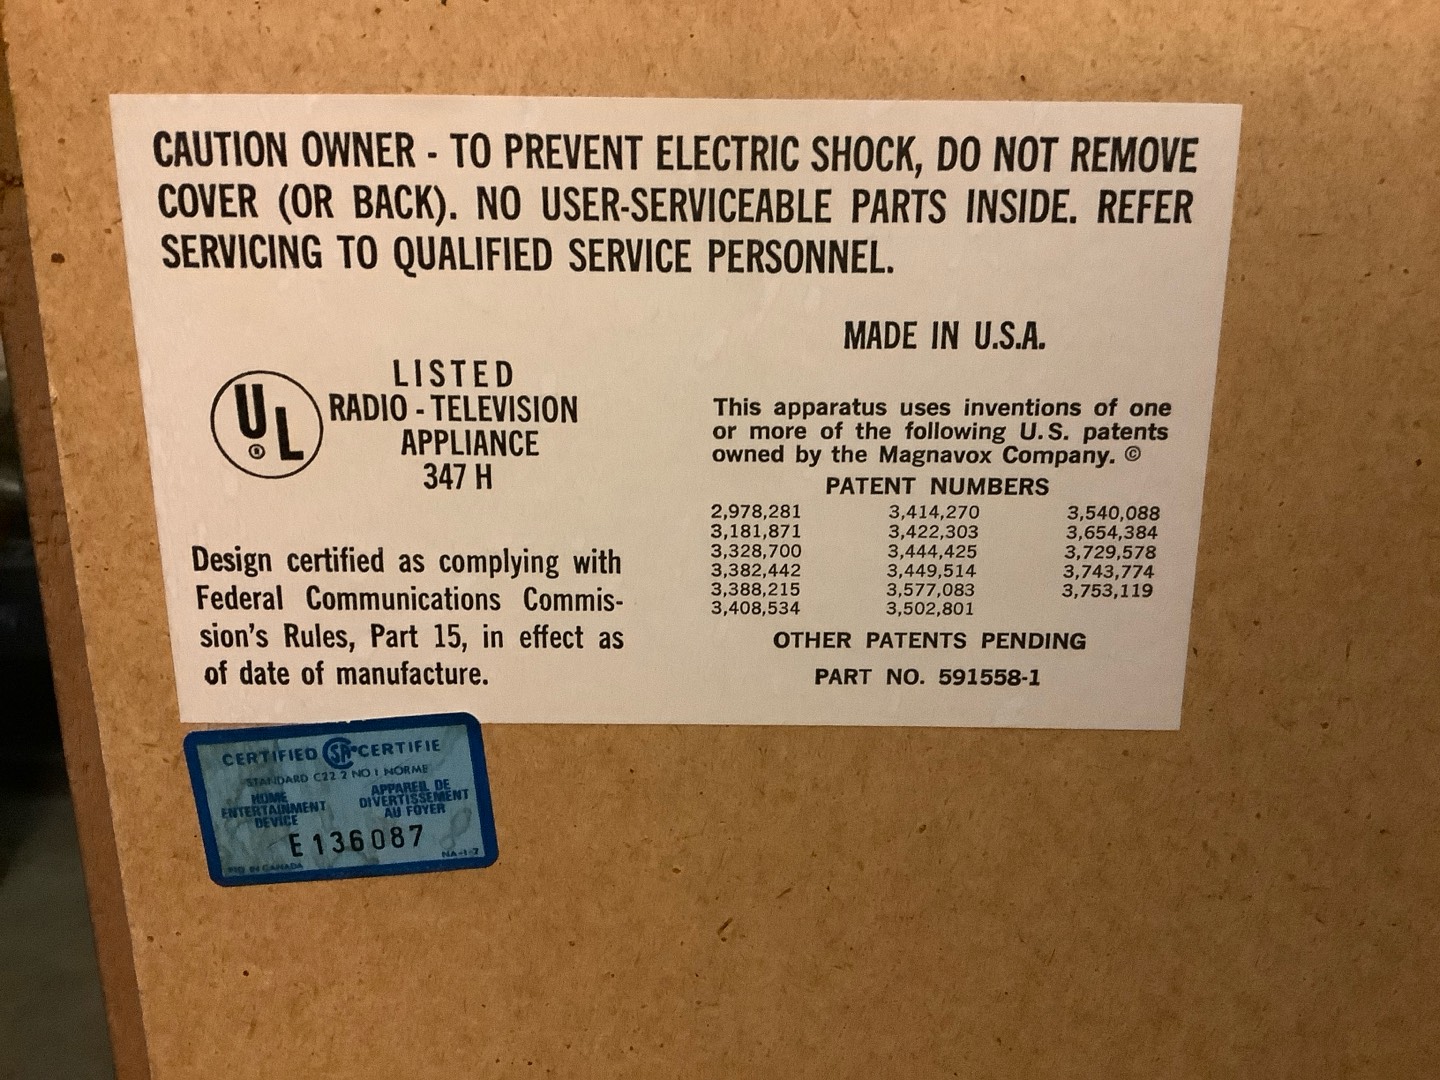 CAUTION OWNER - TO PREVENT ELECTRIC SHOCK, DO NOT REMOVE
COVER (OR BACK). NO USER-SERVICEABLE PARTS INSIDE. REFER
SERVICING TO QUALIFIED SERVICE PERSONNEL.
UL ®
LISTED
RADIO - TELEVISION
APPLIANCE
347 H
Design certified as complying with
Federal Communications Commis-
sion's Rules, Part 15, in effect as
of date of manufacture.
MADE IN U.S.A.
This apparatus uses inventions of one
or more of the following U.S. patents
owned by the Magnavox Company. ©
PATENT NUMBERS
2,978,281 3,414,270 3,540,088
3,181,871 3,422,303 3,654,384
3,328,700 3,444,425 3,729,578
3,382,442 3,449,514 3,743,774
3,388,215 3,577,083 3,753,119
3,408,534 3,502,801
OTHER PATENTS PENDING
PART NO. 591558-1
CERTIFIED SA CERTIFIE
STANDARD C22 2 NO 1 NORME
HOME
ENTERTAINMENT
DEVICE
APPAREIL DE
DIVERTISSEMENT
AU FOYER
E 136087
NA-1-7
IN CANADA